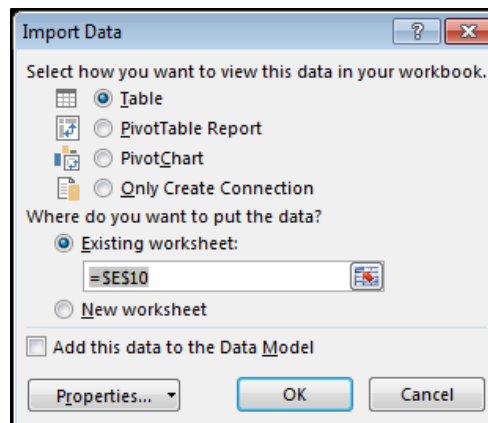 Import Data
Select how you want to view this data in your workbook.
Table
PivotTable Report
PivotChart
Only Create Connection
Where do you want to put the data?
Existing worksheet:
=$E$10
New worksheet
Add this data to the Data Model
Properties...
OK
Cancel